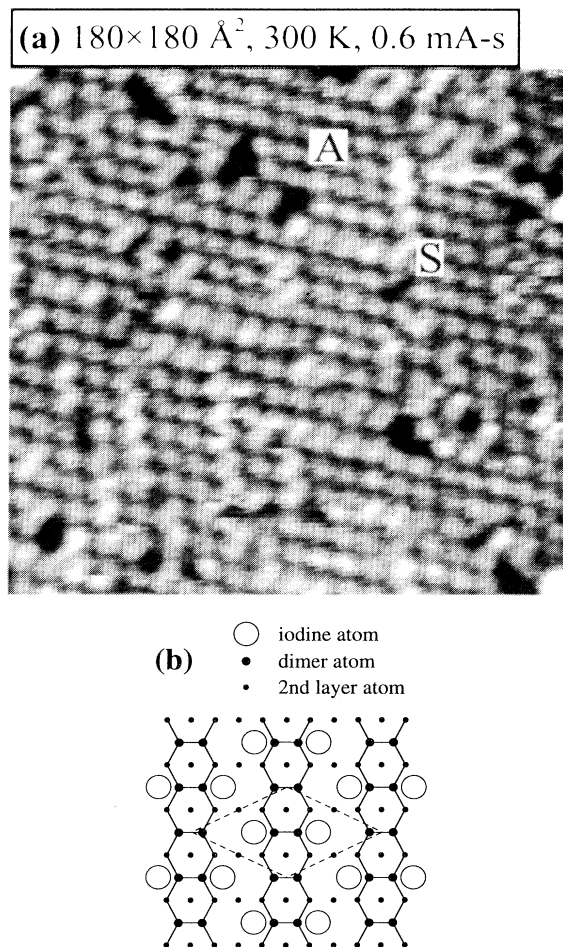 (a) 180×180 Å², 300 K, 0.6 mA-s
A
S
(b)
iodine atom
dimer atom
2nd layer atom